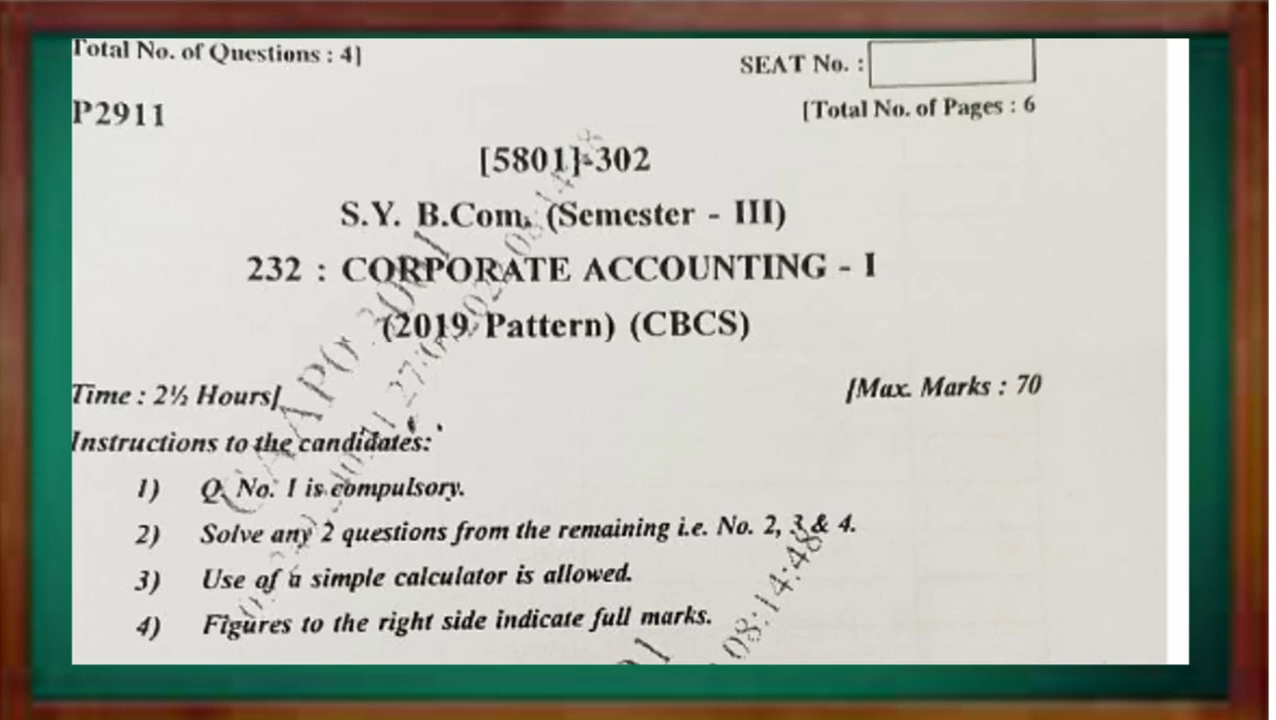 Total No. of Questions : 4]
SEAT No. :
P2911
[Total No. of Pages : 6
[5801]-302
S.Y. B.Com. (Semester - III)
232 : CORPORATE ACCOUNTING - I
(2019 Pattern) (CBCS)
Time : 2½ Hours]
[Max. Marks : 70
Instructions to the candidates:
1) Q. No. 1 is compulsory.
2) Solve any 2 questions from the remaining i.e. No. 2, 3 & 4.
3) Use of a simple calculator is allowed.
4) Figures to the right side indicate full marks.
08:14:48